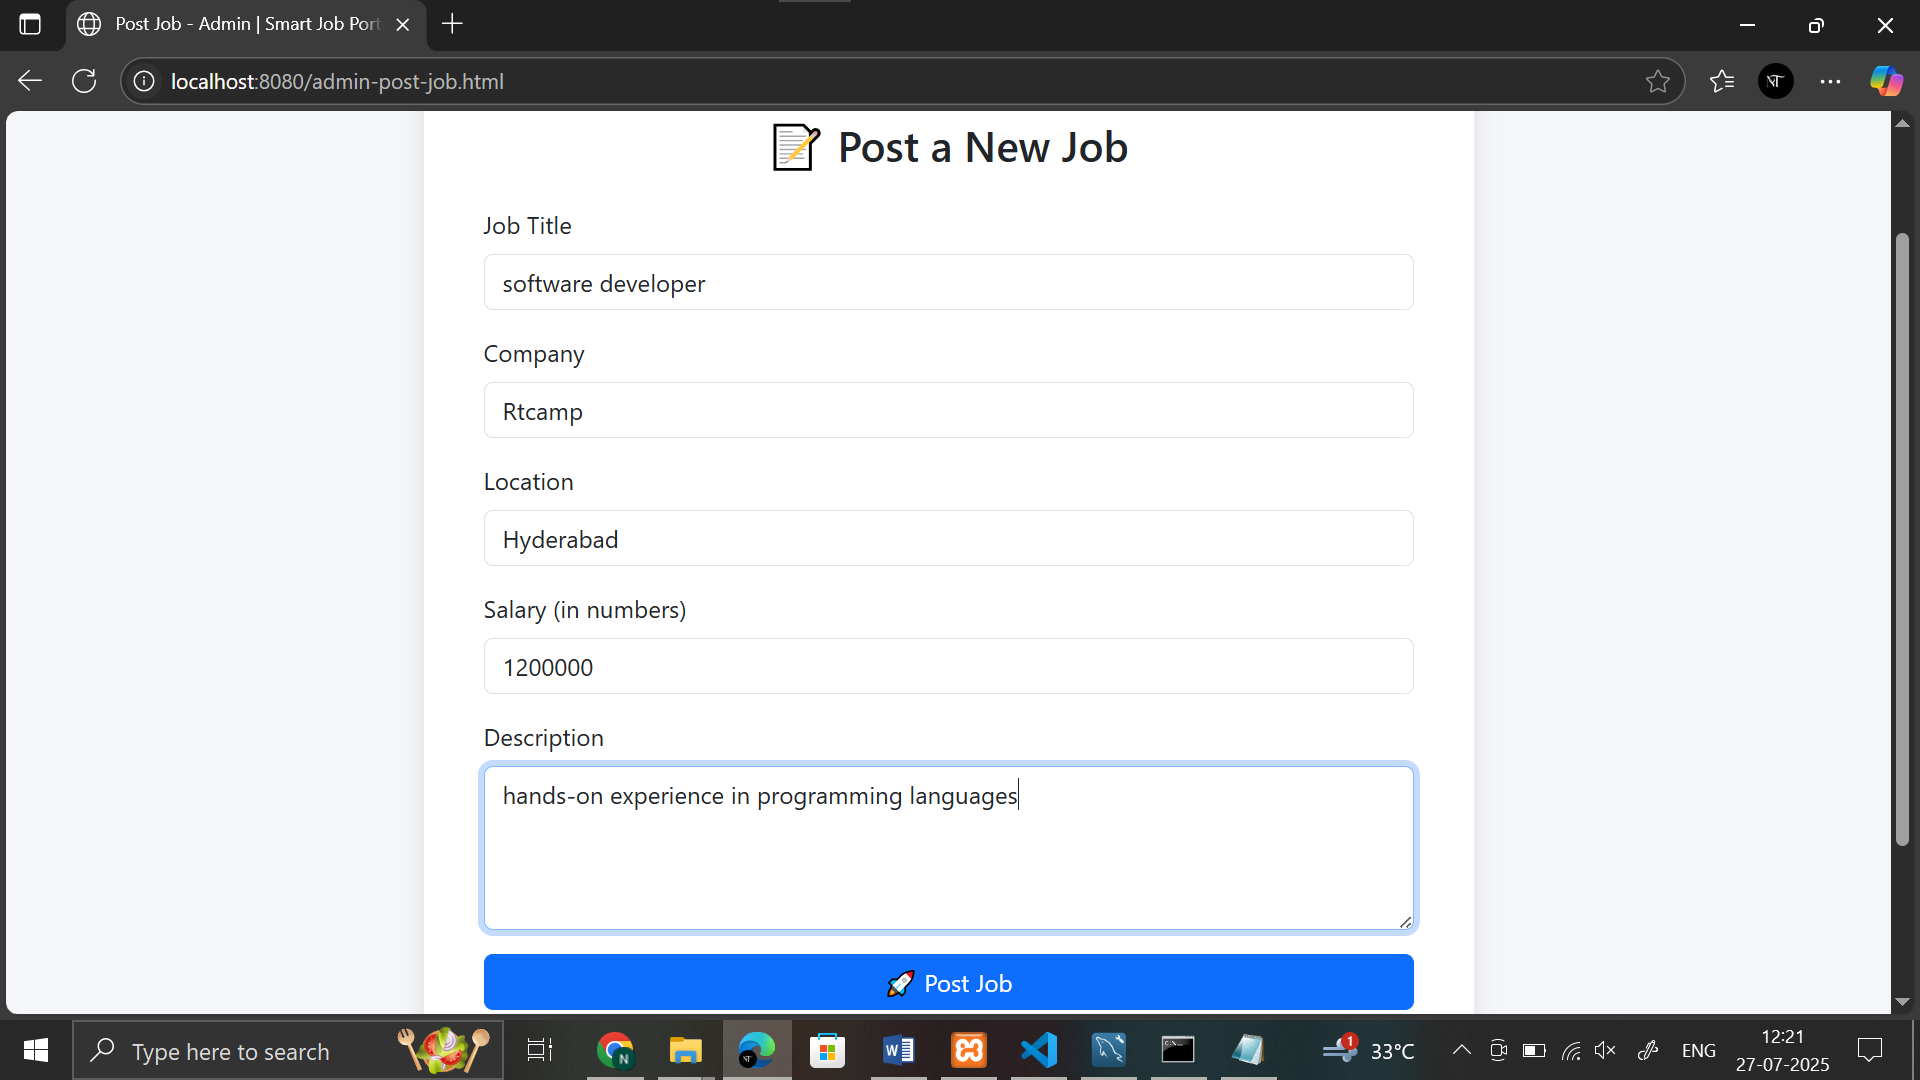 Post Job - Admin | Smart Job Port
localhost:8080/admin-post-job.html
NT
Post a New Job
Job Title
software developer
Company
Rtcamp
Location
Hyderabad
Salary (in numbers)
1200000
Description
hands-on experience in programming languages
Post Job
Type here to search
N
1
33°C
ENG
12:21
27-07-2025